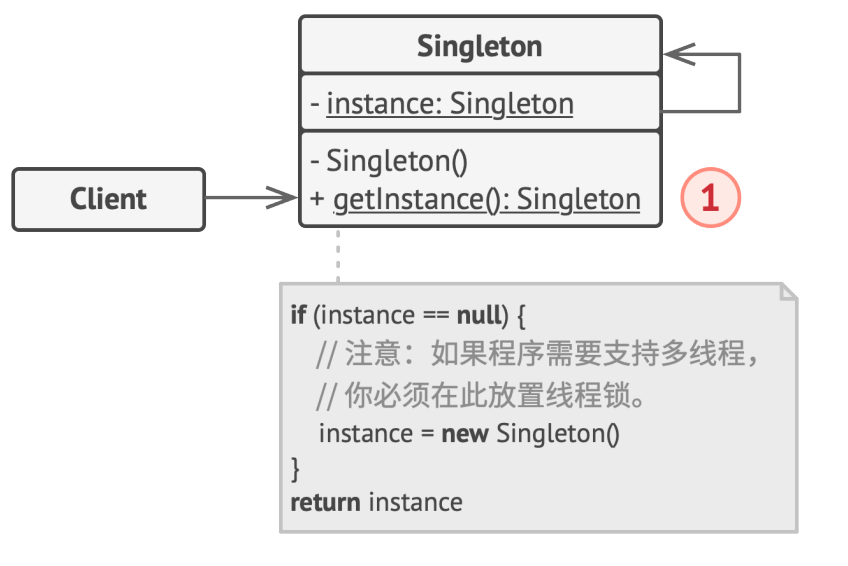 Singleton
- instance: Singleton
- Singleton()
+ getInstance(): Singleton
Client
1
if (instance == null) {
// 注意：如果程序需要支持多线程，
// 你必须在此放置线程锁。
instance = new Singleton()
}
return instance